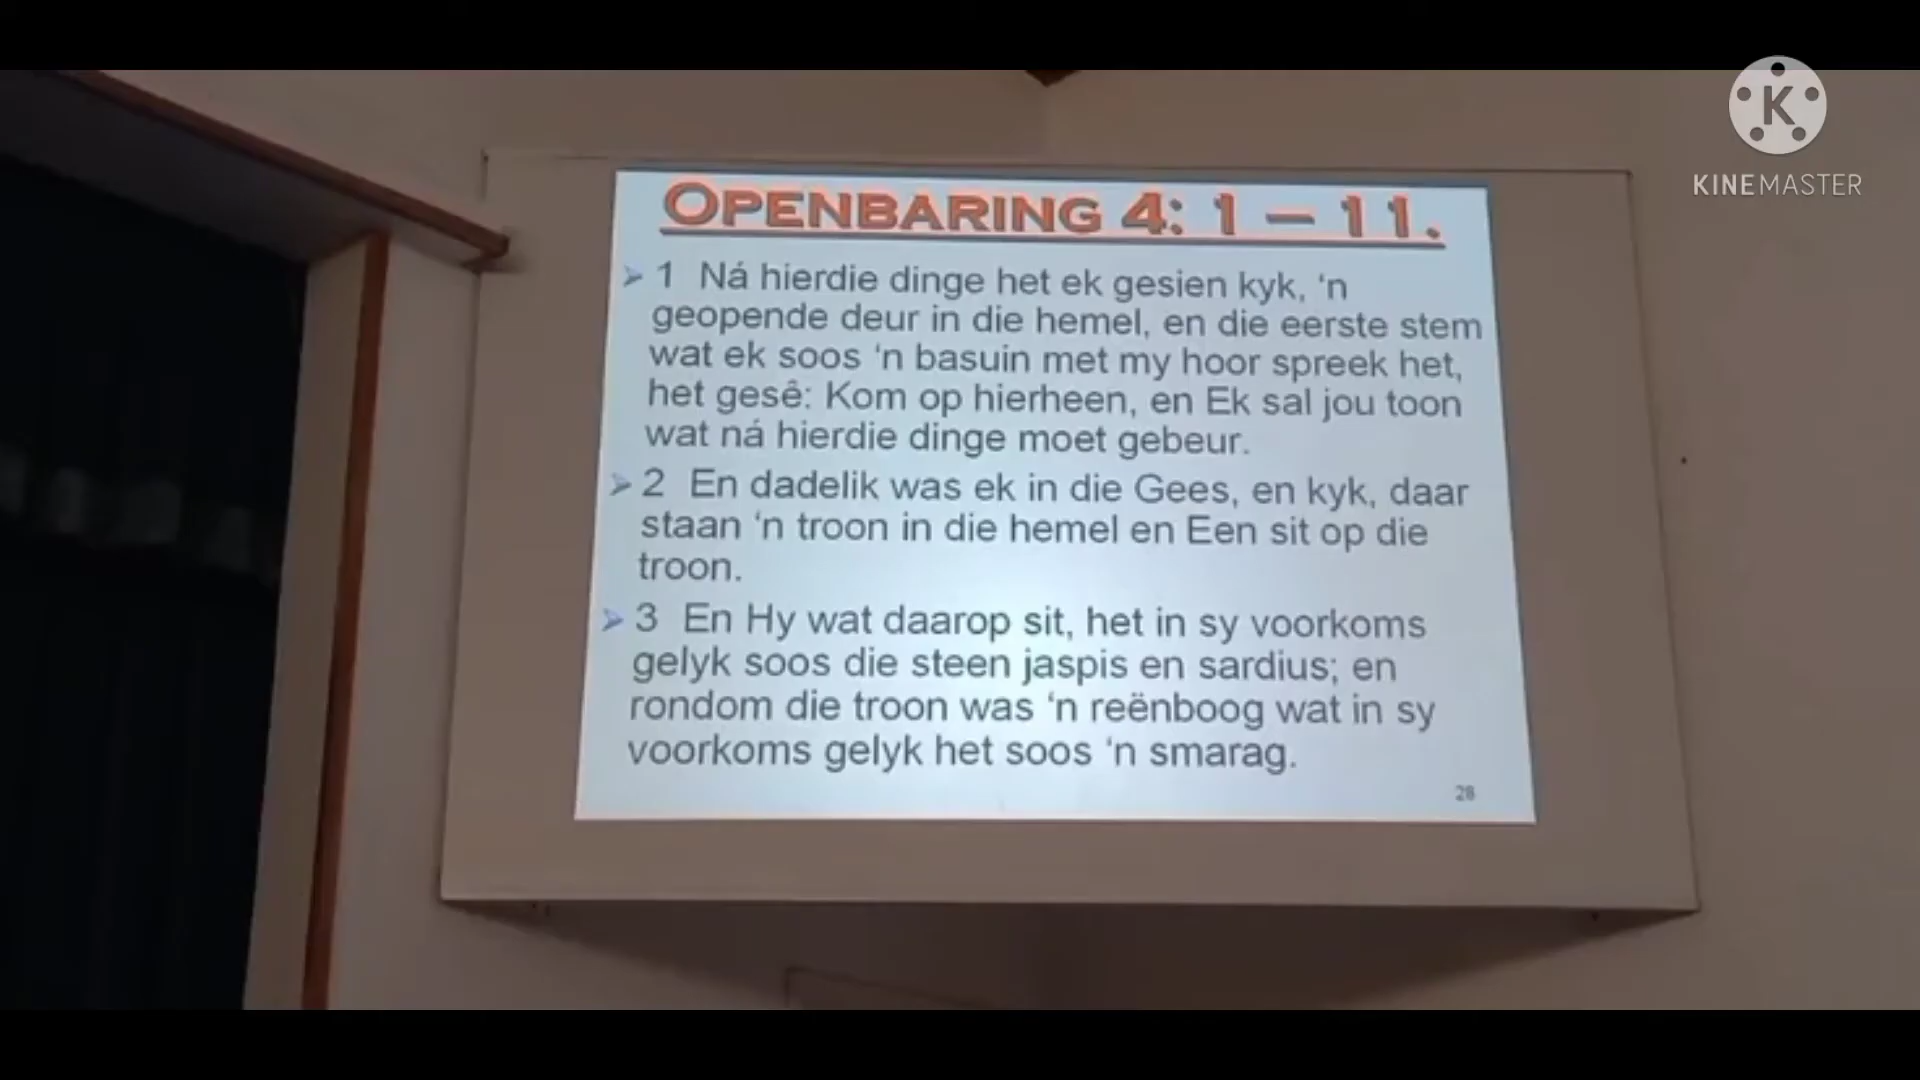 OPENBARING 4: 1 – 11.
1 Ná hierdie dinge het ek gesien kyk, ‘n
geopende deur in die hemel, en die eerste stem
wat ek soos ‘n basuin met my hoor spreek het,
het gesê: Kom op hierheen, en Ek sal jou toon
wat ná hierdie dinge moet gebeur.
2 En dadelik was ek in die Gees, en kyk, daar
staan ‘n troon in die hemel en Een sit op die
troon.
3 En Hy wat daarop sit, het in sy voorkoms
gelyk soos die steen jaspis en sardius; en
rondom die troon was ‘n reënboog wat in sy
voorkoms gelyk het soos ‘n smarag.
28
K
KINEMASTER